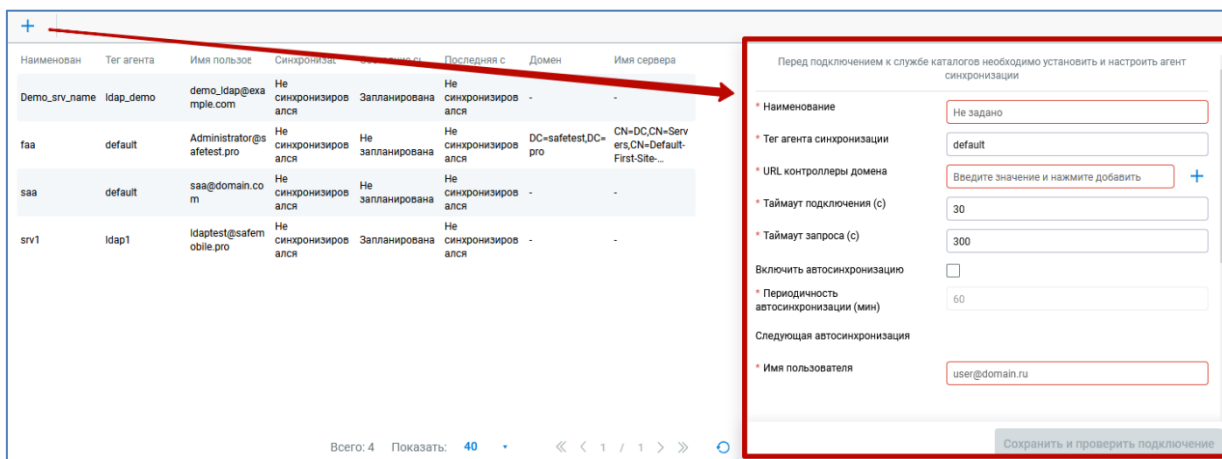 Наименован Тег агента Имя пользов Синхронизац Последняя с Домен Имя сервера
Demo_srv_name ldap_demo demo_ldap@exa
mple.com Не
синхронизиров
ался Запланирована Не
синхронизиров
ался - -
faa default Administrator@s
afetest.pro Не
синхронизиров
ался Не
запланирована Не
синхронизиров
ался DC=safetest,DC=
pro CN=DC,CN=Serv
ers,CN=Default-
First-Site-...
saa default saa@domain.co
m Не
синхронизиров
ался Не
запланирована Не
синхронизиров
ался - -
srv1 ldap1 ldaptest@safem
obile.pro Не
синхронизиров
ался Запланирована Не
синхронизиров
ался - -
Всего: 4 Показать: 40 1 / 1
Перед подключением к службе каталогов необходимо установить и настроить агент
синхронизации
* Наименование Не задано
* Тег агента синхронизации default
* URL контроллеры домена Введите значение и нажмите добавить
* Таймаут подключения (с) 30
* Таймаут запроса (с) 300
Включить автосинхронизацию
* Периодичность
автосинхронизации (мин) 60
Следующая автосинхронизация
* Имя пользователя user@domain.ru
Сохранить и проверить подключение